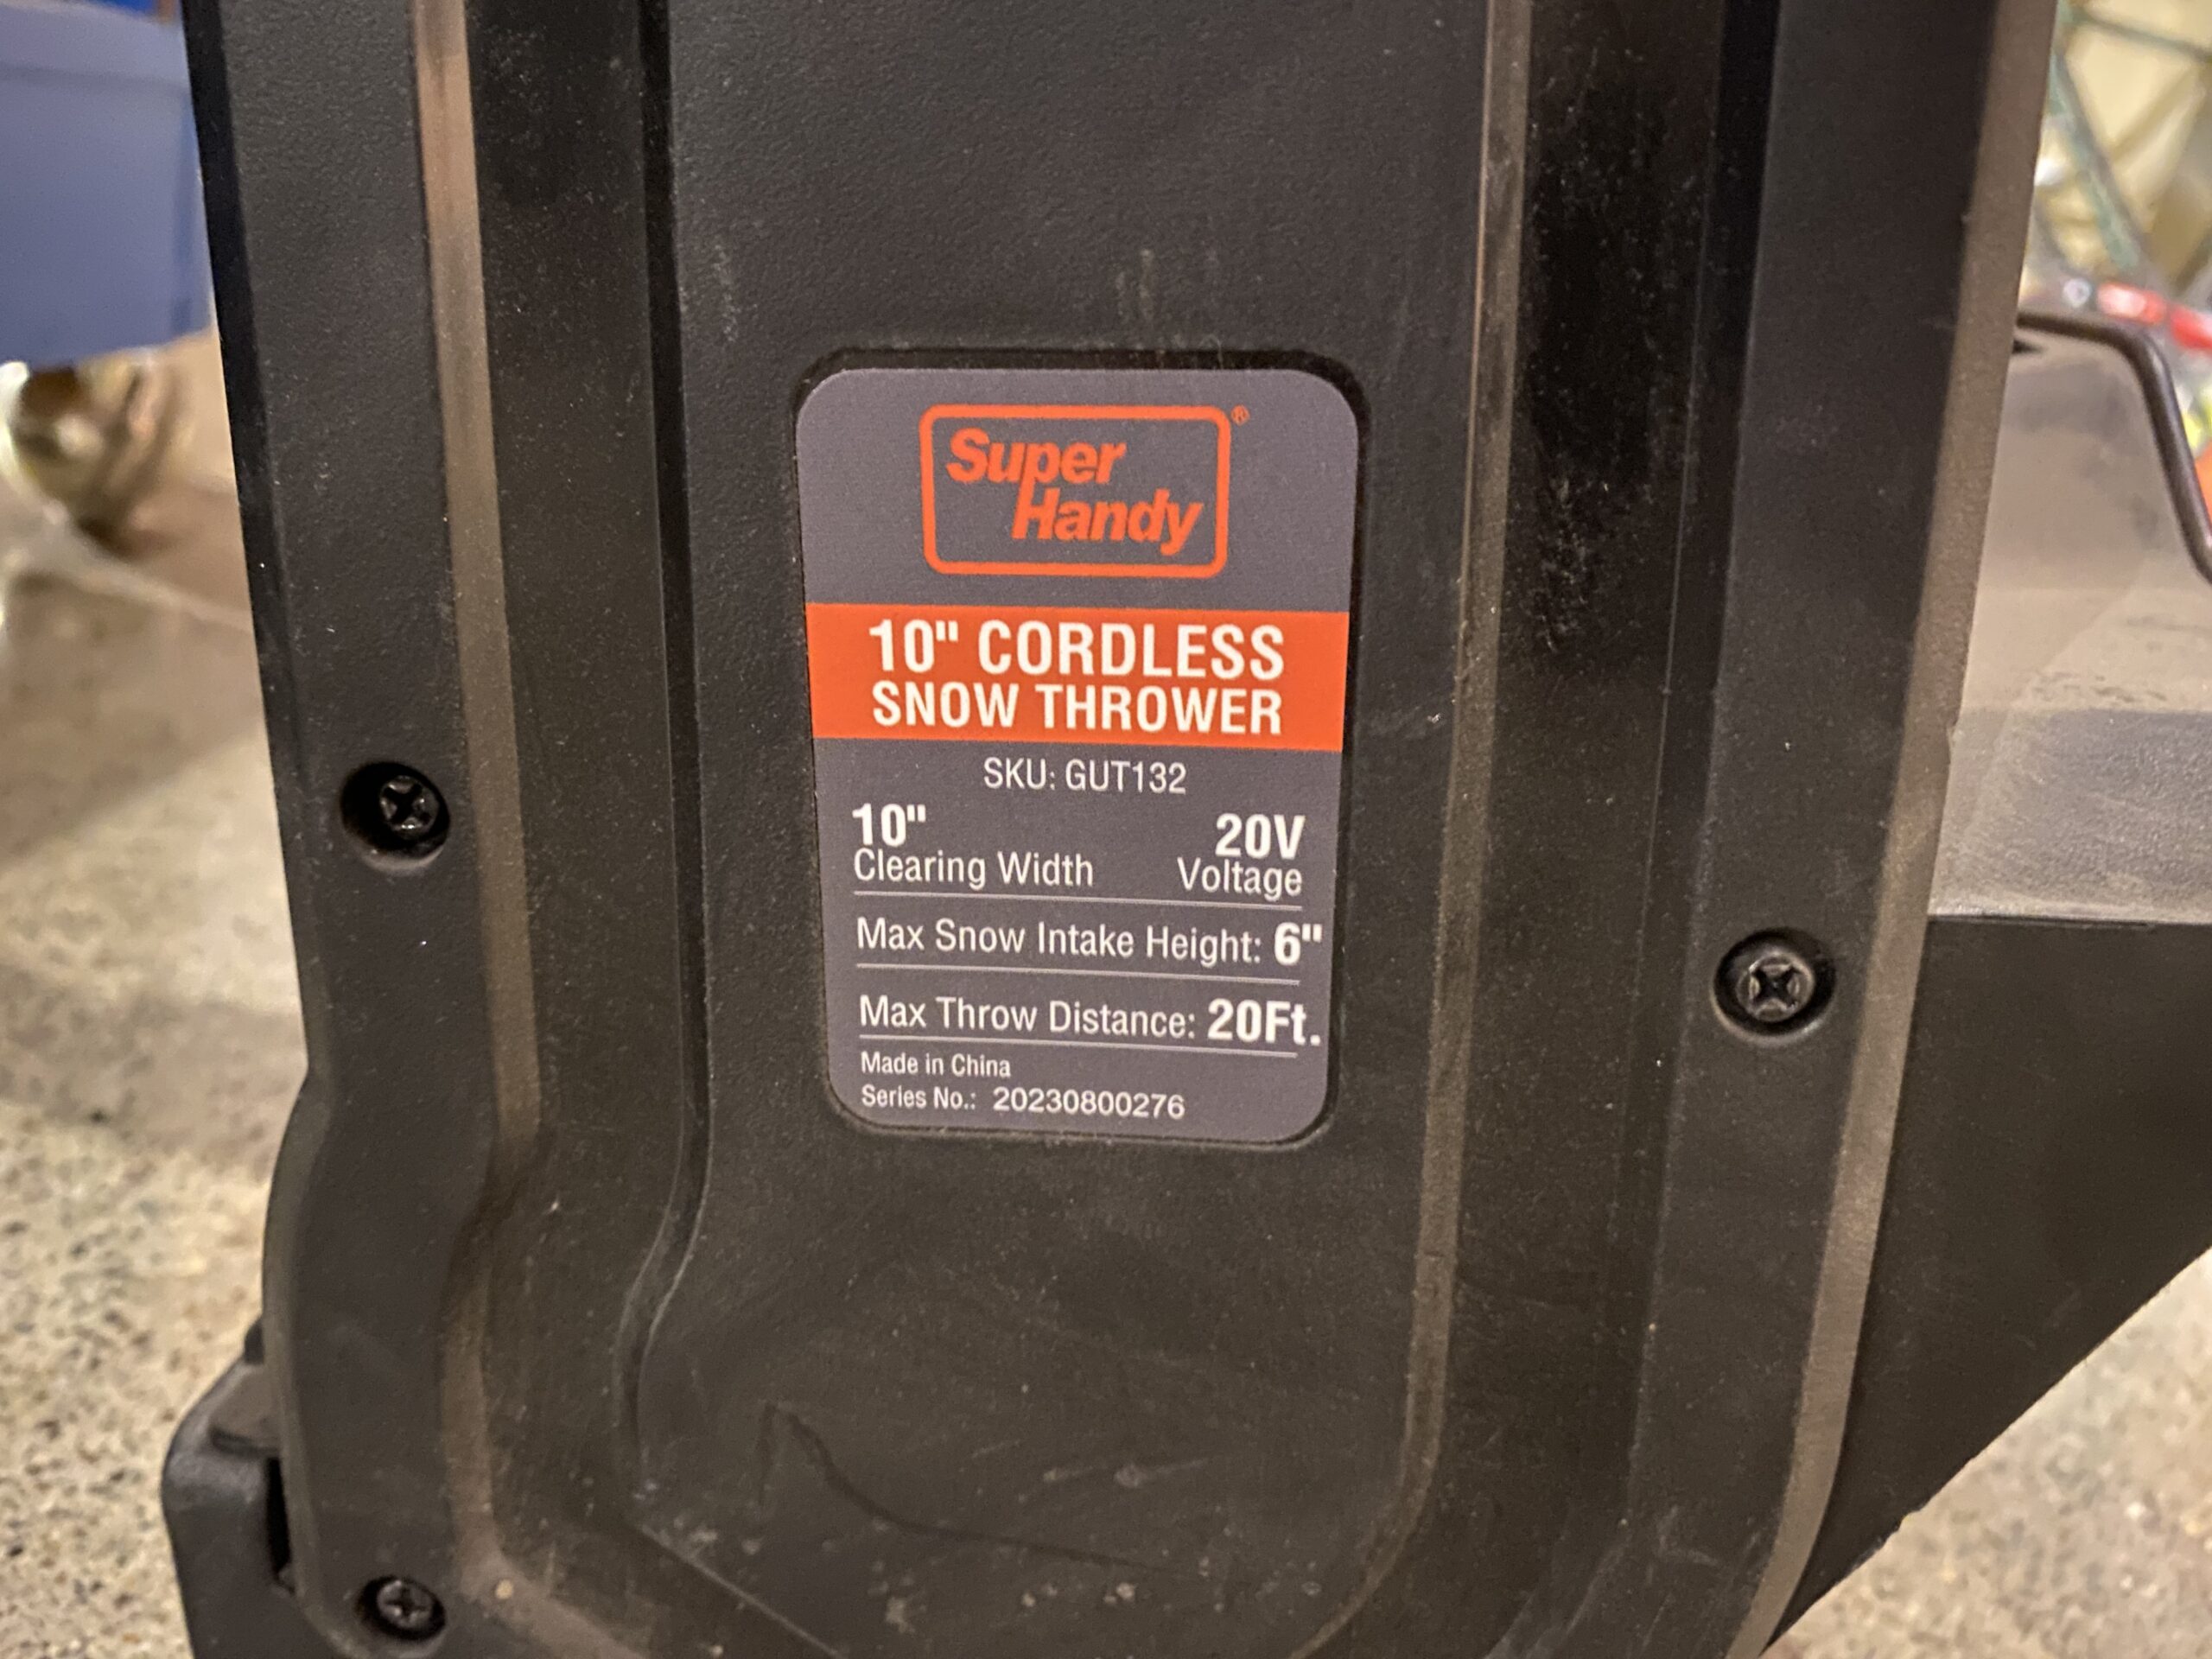 Super
Handy®
10" CORDLESS
SNOW THROWER
SKU: GUT132
10" 20V
Clearing Width Voltage
Max Snow Intake Height: 6"
Max Throw Distance: 20Ft.
Made in China
Series No.: 20230800276